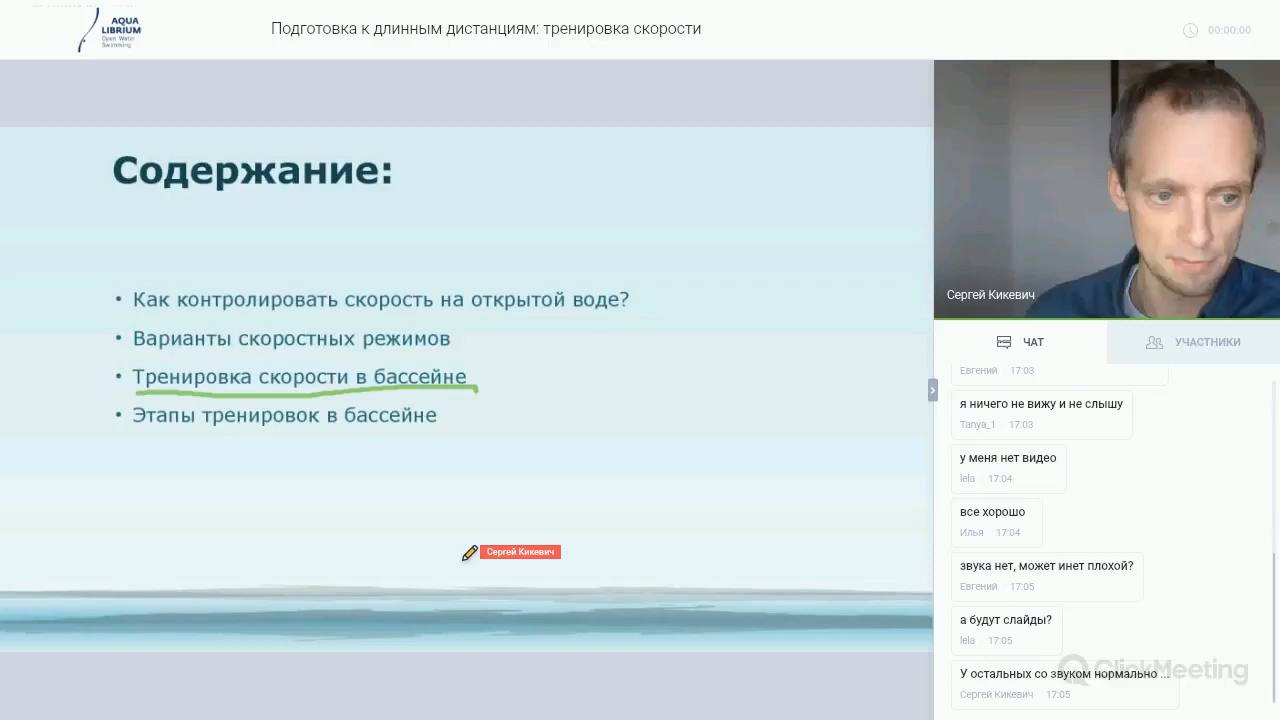 AQUA
LIBRIUM
Open Water
Swimming
Подготовка к длинным дистанциям: тренировка скорости
00:00:00
Содержание:
• Как контролировать скорость на открытой воде?
• Варианты скоростных режимов
• Тренировка скорости в бассейне
• Этапы тренировок в бассейне
Сергей Кикевич
Сергей Кикевич
ЧАТ
УЧАСТНИКИ
Евгений 17:03
я ничего не вижу и не слышу
Tanya_1 17:03
у меня нет видео
lela 17:04
все хорошо
Илья 17:04
звука нет, может инет плохой?
Евгений 17:05
а будут слайды?
lela 17:05
У остальных со звуком нормально ...
Сергей Кикевич 17:05
ClickMeeting